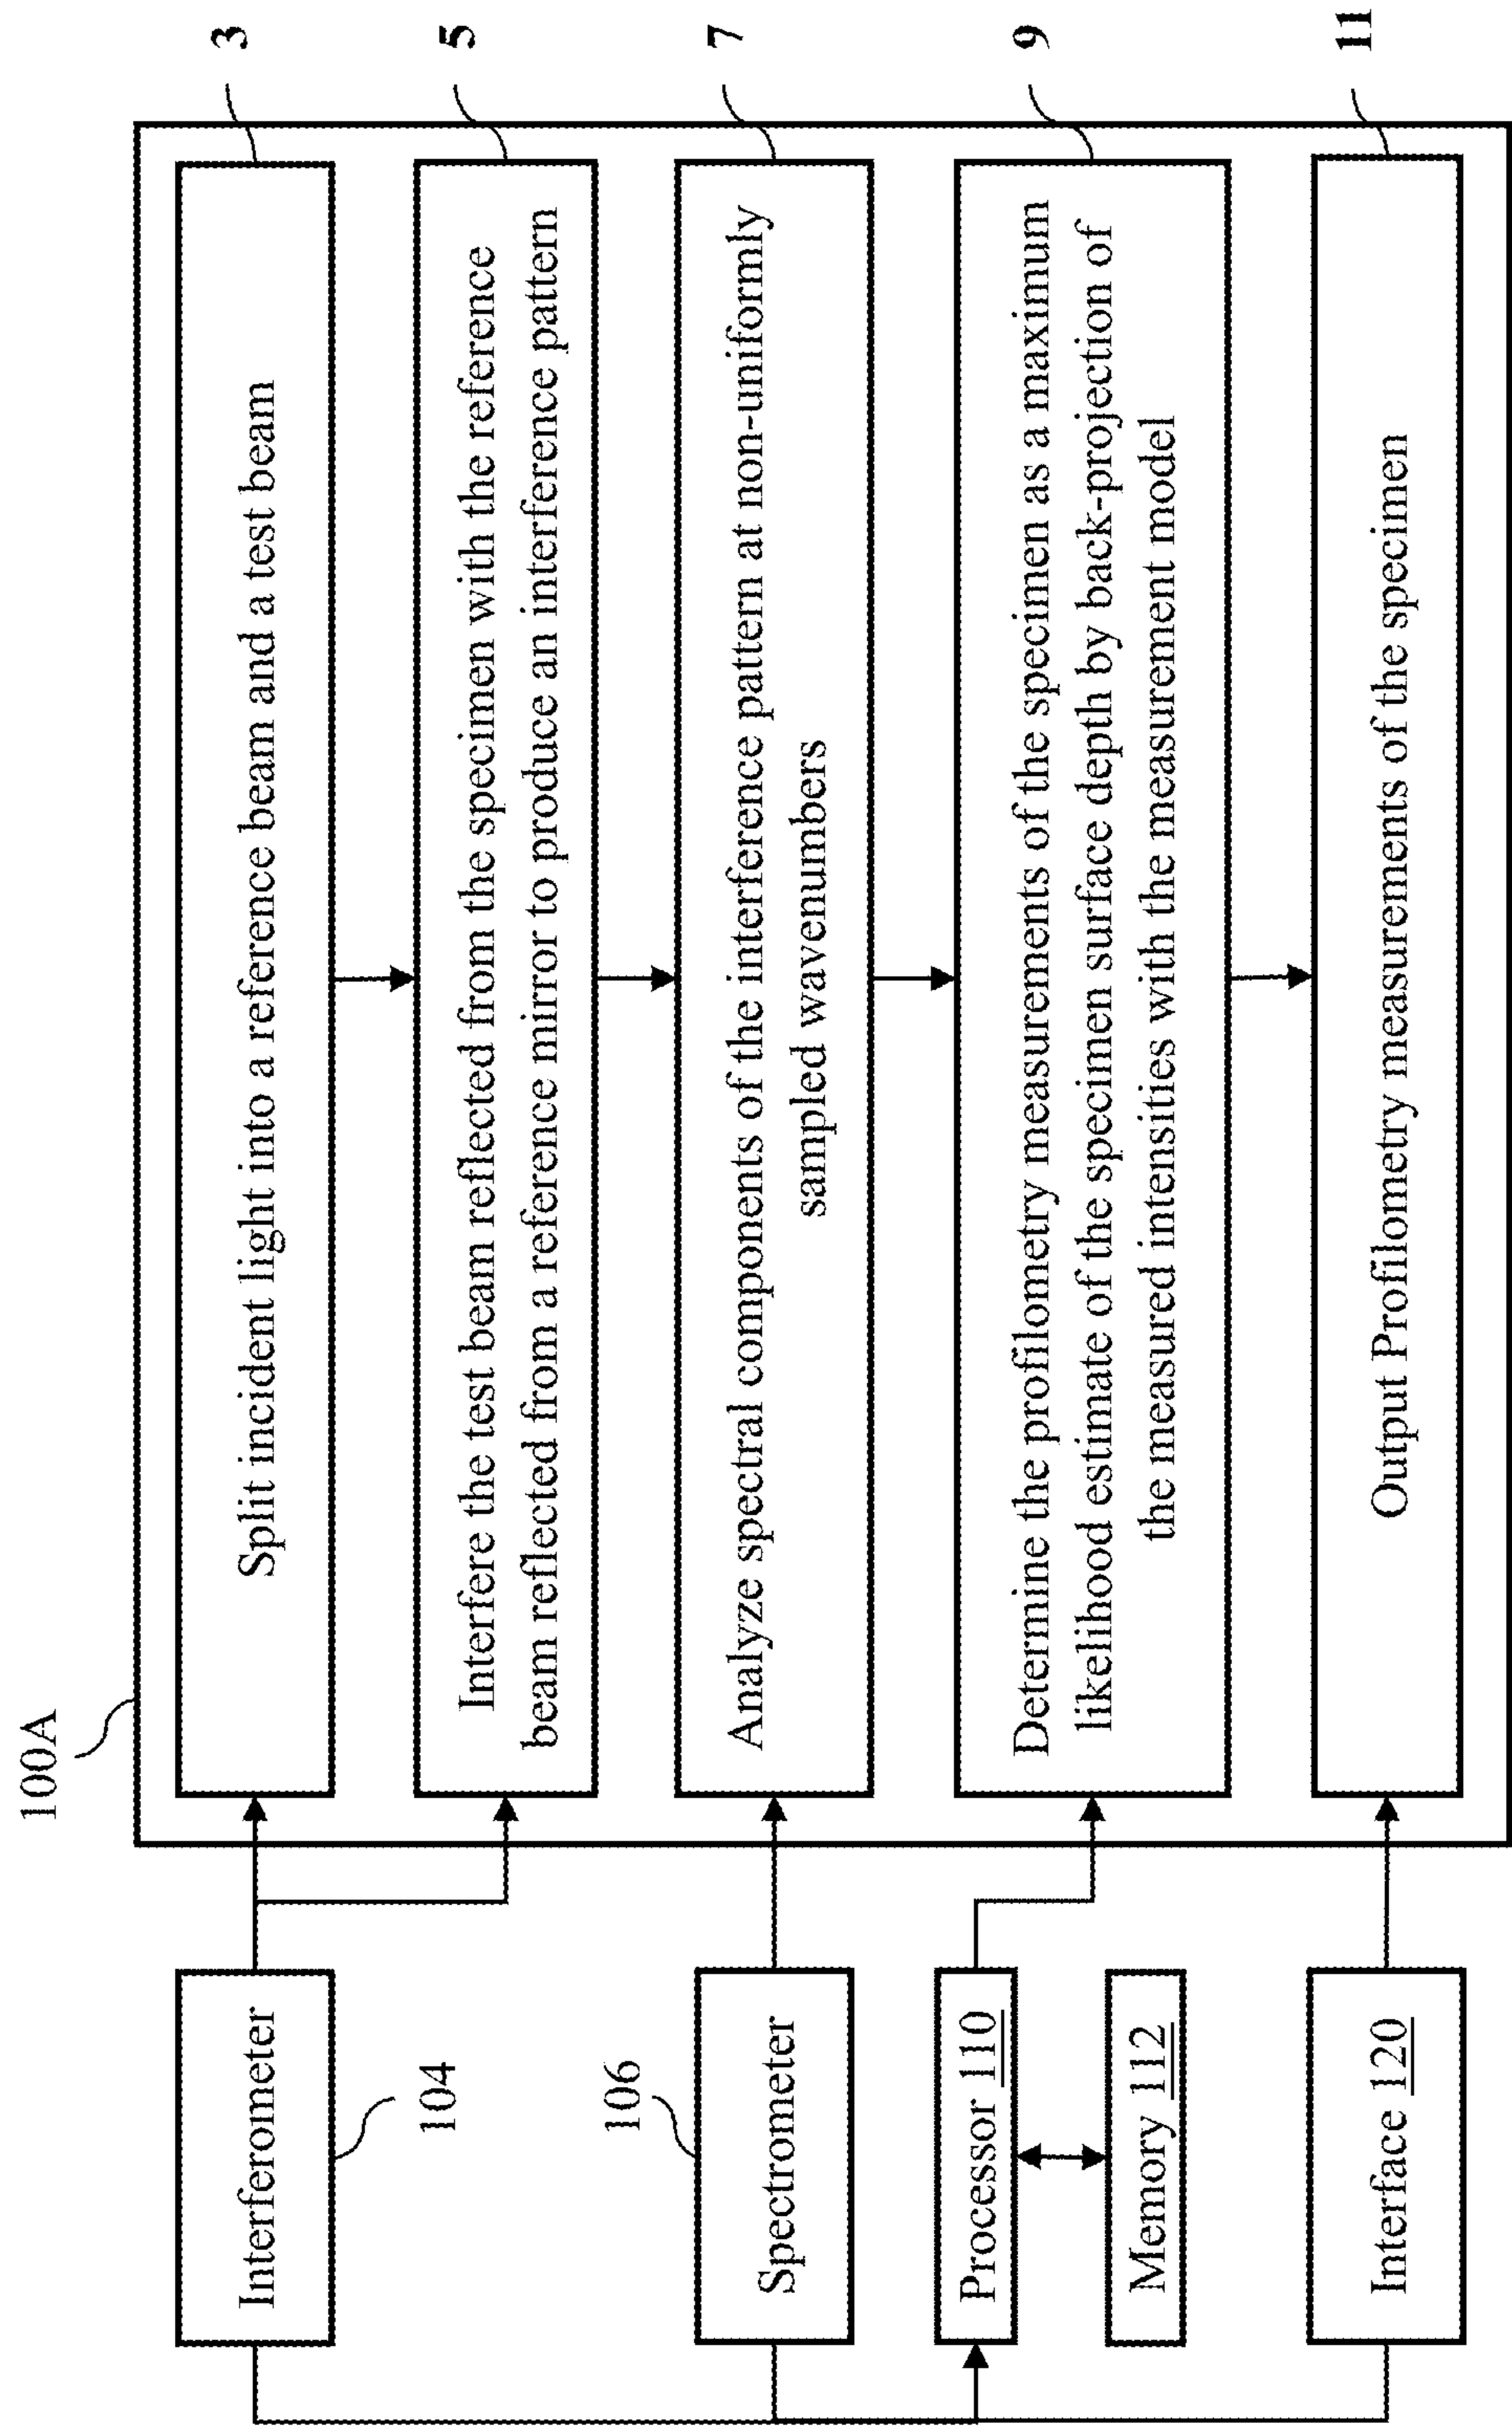 100A
Interferometer
104
Split incident light into a reference beam and a test beam
3
Interfere the test beam reflected from the specimen with the reference
beam reflected from a reference mirror to produce an interference pattern
5
Spectrometer
106
Analyze spectral components of the interference pattern at non-uniformly
sampled wavenumbers
7
Processor 110
Memory 112
Determine the profilometry measurements of the specimen as a maximum
likelihood estimate of the specimen surface depth by back-projection of
the measured intensities with the measurement model
9
Interface 120
Output Profilometry measurements of the specimen
11